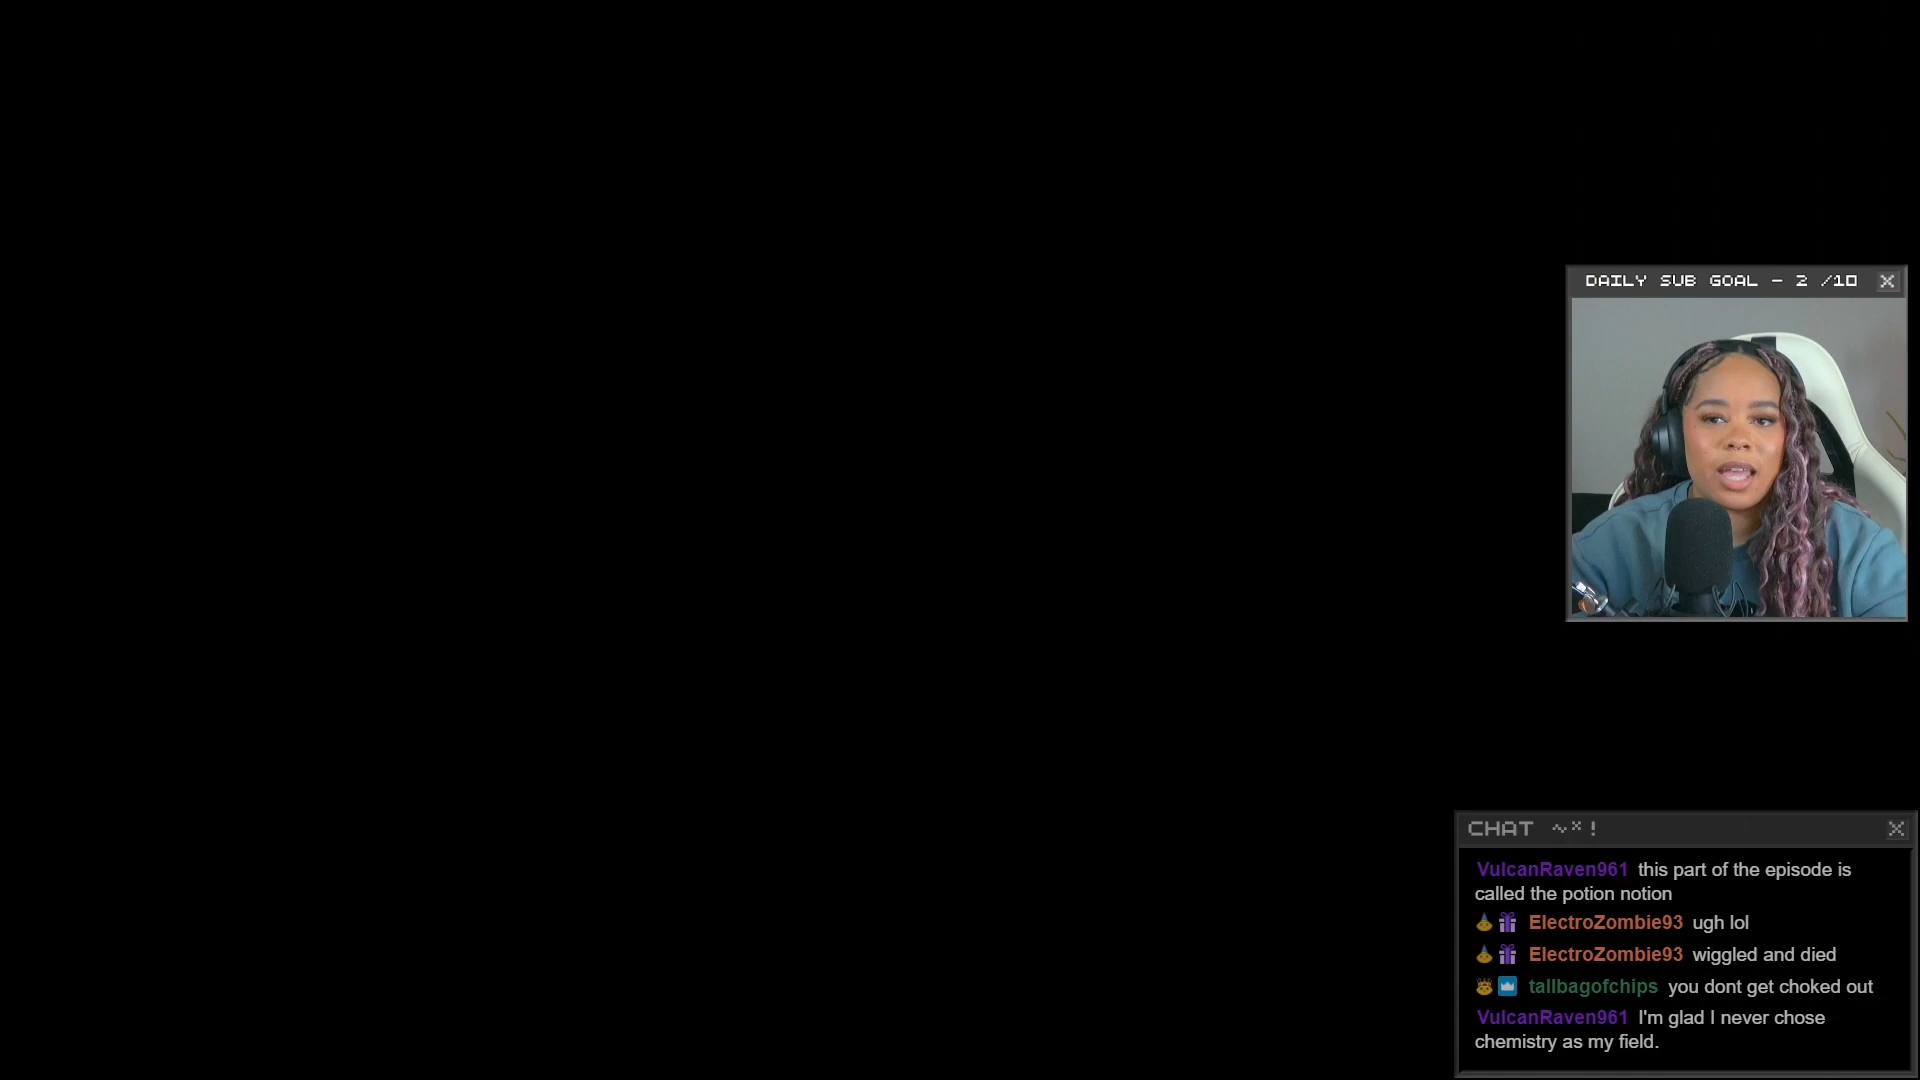 DAILY SUB GOAL - 2 /10
CHAT ~*!
VulcanRaven961 this part of the episode is
called the potion notion
ElectroZombie93 ugh lol
ElectroZombie93 wiggled and died
tallbagofchips you dont get choked out
VulcanRaven961 I'm glad I never chose
chemistry as my field.